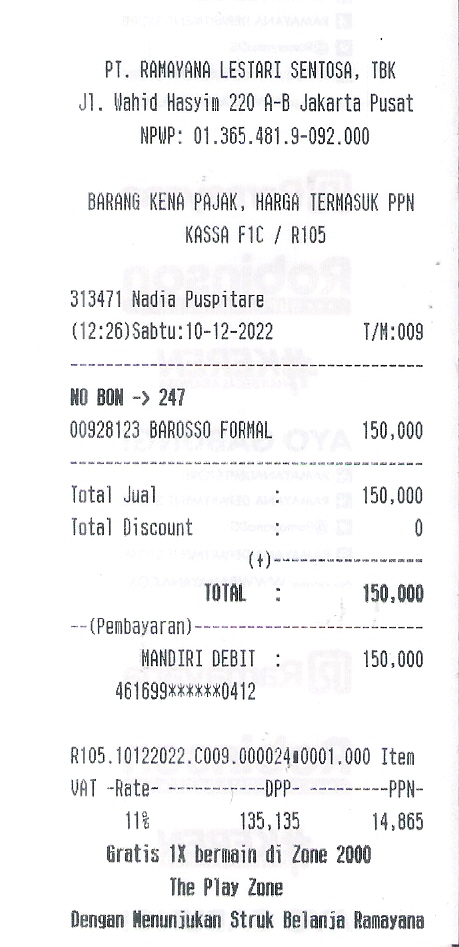 PT. RAMAYANA LESTARI SENTOSA, TBK
Jl. Wahid Hasyim 220 A-B Jakarta Pusat
NPWP: 01.365.481.9-092.000
BARANG KENA PAJAK, HARGA TERMASUK PPN
KASSA F1C / R105
313471 Nadia Puspitare
(12:26)Sabtu:10-12-2022 T/M:009
NO BON -> 247
00928123 BAROSSO FORMAL 150,000
Total Jual : 150,000
Total Discount : 0
(+)--------------------
TOTAL : 150,000
--(Pembayaran)--------------------------
MANDIRI DEBIT : 150,000
461699******0412
R105.10122022.C009.000024∎0001.000 Item
VAT -Rate- -----------DPP- ----------PPN-
11% 135,135 14,865
Gratis 1X bermain di Zone 2000
The Play Zone
Dengan Menunjukan Struk Belanja Ramayana